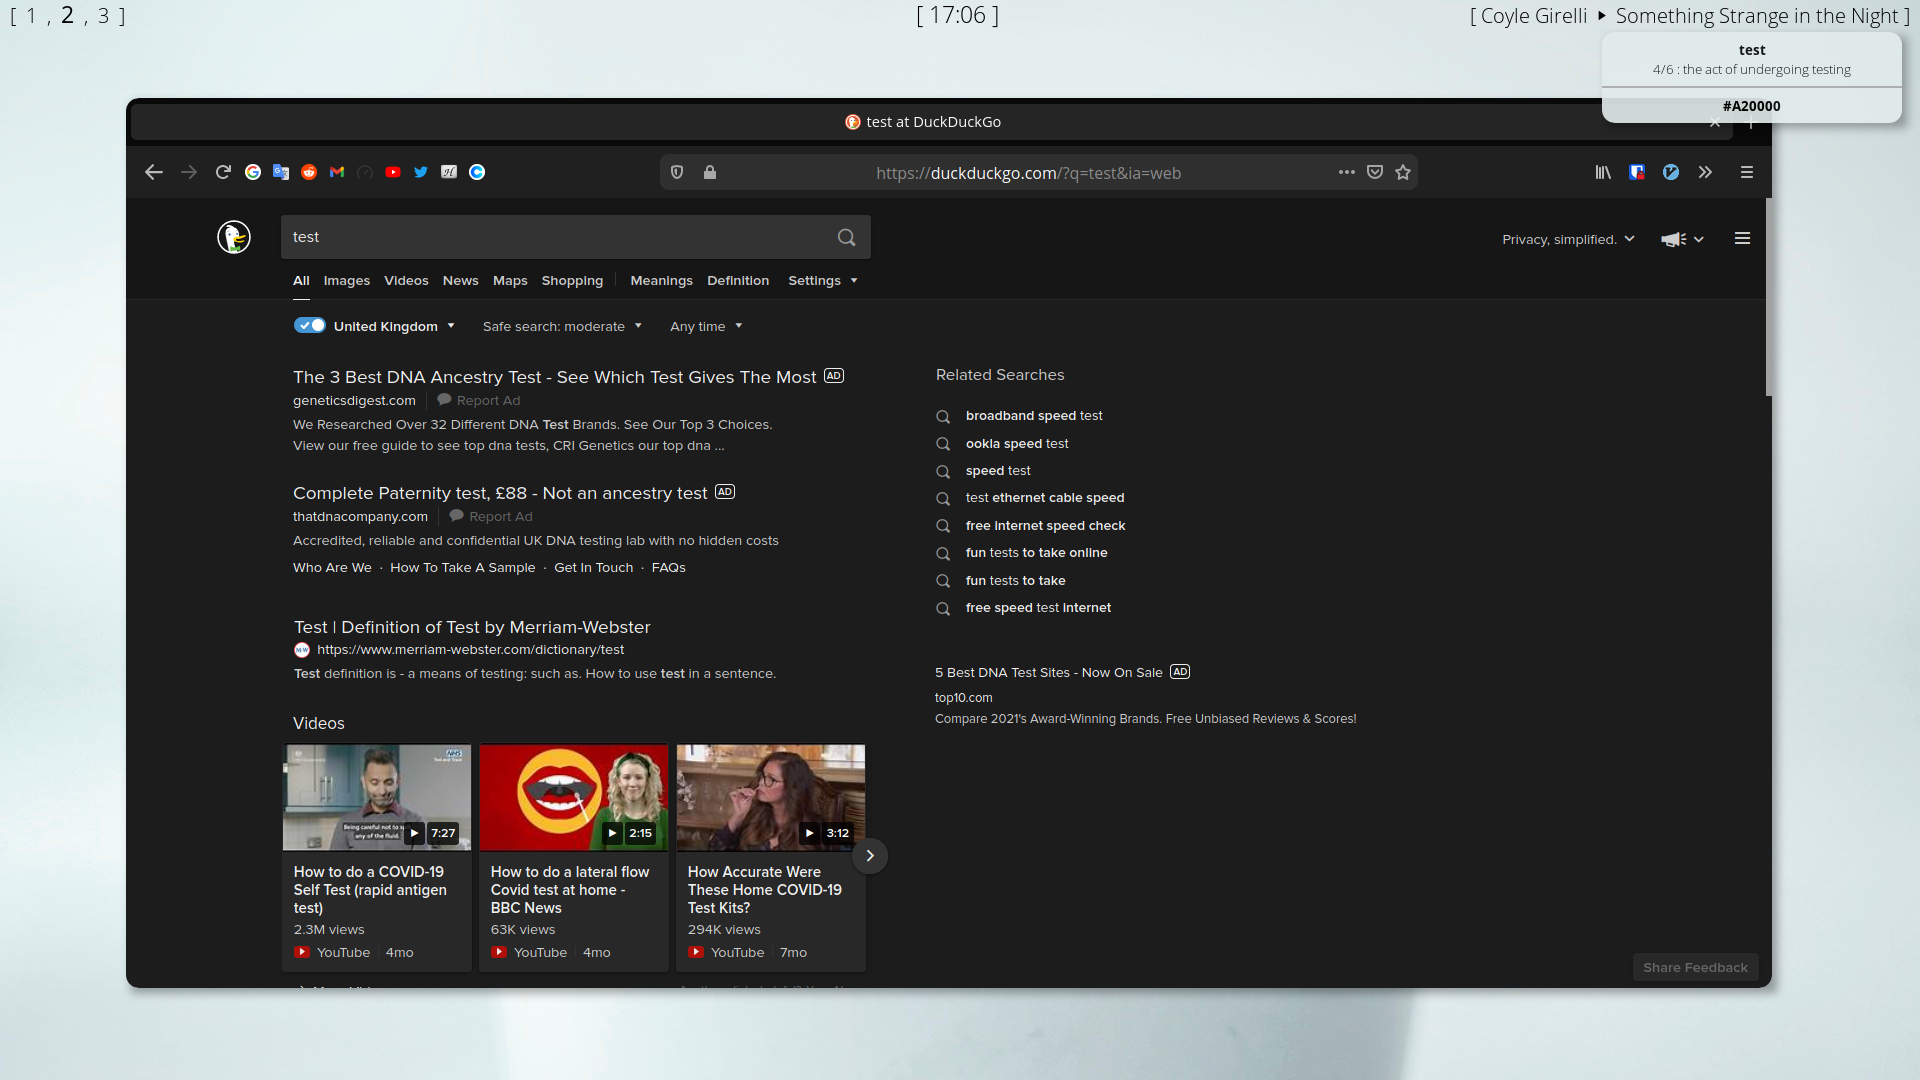 [ 1 , 2 , 3 ]
[ 17:06 ]
[ Coyle Girelli ▸ Something Strange in the Night ]
test
4/6 : the act of undergoing testing
#A20000
test at DuckDuckGo
https://duckduckgo.com/?q=test&ia=web
test
Privacy, simplified.
All Images Videos News Maps Shopping Meanings Definition Settings
United Kingdom Safe search: moderate Any time
The 3 Best DNA Ancestry Test - See Which Test Gives The Most AD
geneticsdigest.com Report Ad
We Researched Over 32 Different DNA Test Brands. See Our Top 3 Choices.
View our free guide to see top dna tests, CRI Genetics our top dna ...
Complete Paternity test, £88 - Not an ancestry test AD
thatdnacompany.com Report Ad
Accredited, reliable and confidential UK DNA testing lab with no hidden costs
Who Are We · How To Take A Sample · Get In Touch · FAQs
Test | Definition of Test by Merriam-Webster
https://www.merriam-webster.com/dictionary/test
Test definition is - a means of testing: such as. How to use test in a sentence.
Videos
NHS
Being careful not to
any of the fluid.
7:27
2:15
3:12
How to do a COVID-19
Self Test (rapid antigen
test)
2.3M views
YouTube 4mo
How to do a lateral flow
Covid test at home -
BBC News
63K views
YouTube 4mo
How Accurate Were
These Home COVID-19
Test Kits?
294K views
YouTube 7mo
Related Searches
broadband speed test
ookla speed test
speed test
test ethernet cable speed
free internet speed check
fun tests to take online
fun tests to take
free speed test internet
5 Best DNA Test Sites - Now On Sale AD
top10.com
Compare 2021's Award-Winning Brands. Free Unbiased Reviews & Scores!
Share Feedback